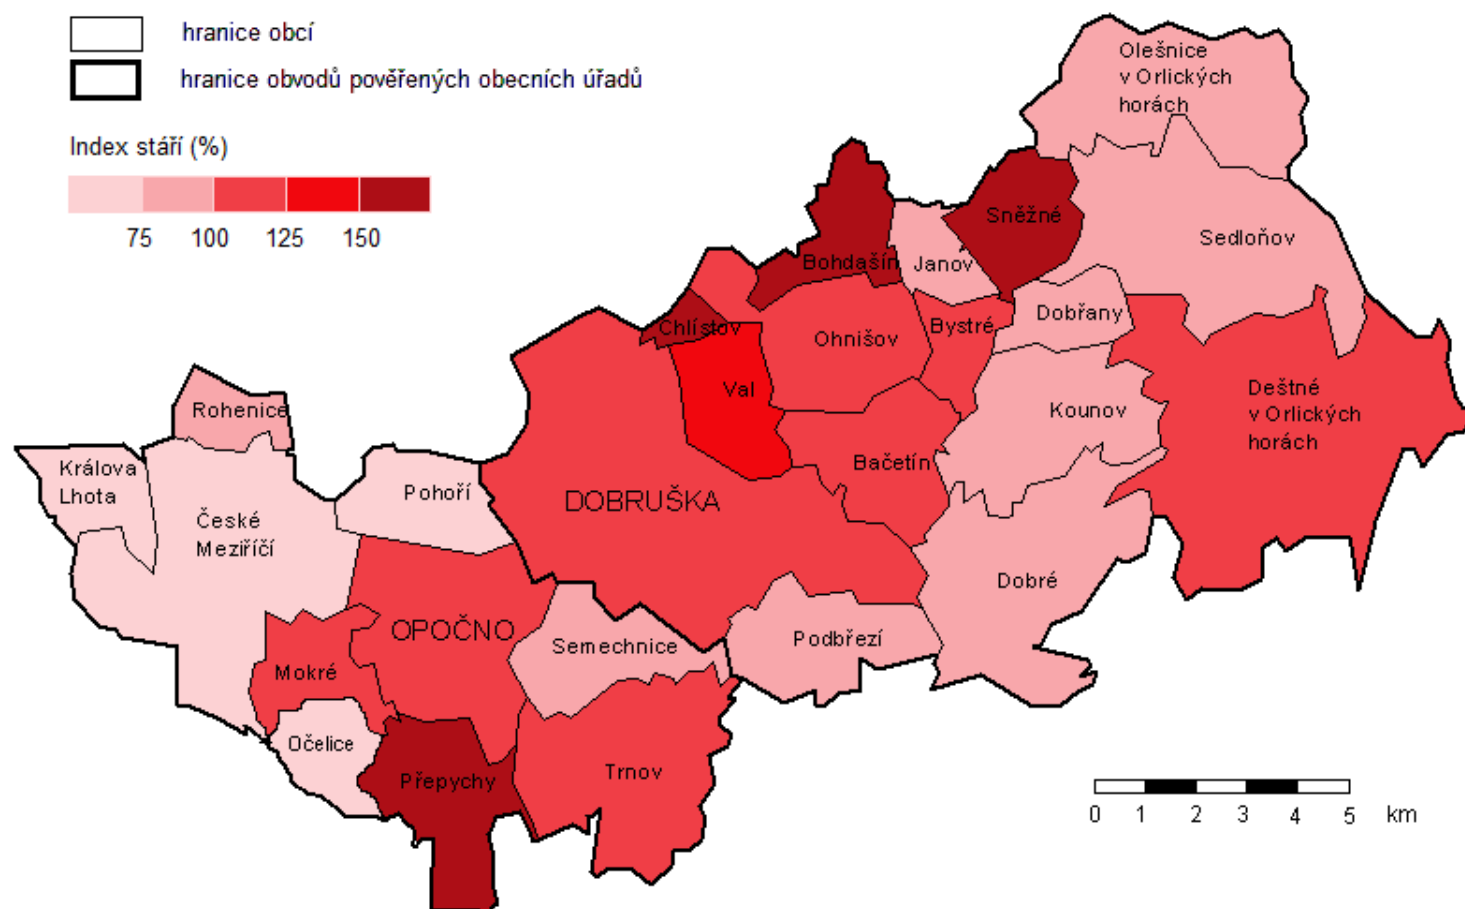 hranice obcí
hranice obvodů pověřených obecních úřadů
Index stáří (%)
75 100 125 150
Olešnice
v Orlických
horách
Sněžné
Sedloňov
Bohdašín
Janov
Dobřany
Chlístov
Ohnišov
Bystré
Val
Deštné
v Orlických
horách
Rohenice
Kounov
Králova
Lhota
Pohoří
Bačetín
DOBRUŠKA
České
Meziříčí
Dobré
OPOČNO
Semechnice
Podbřezí
Mokré
Očelice
Přepychy
Trnov
0 1 2 3 4 5 km